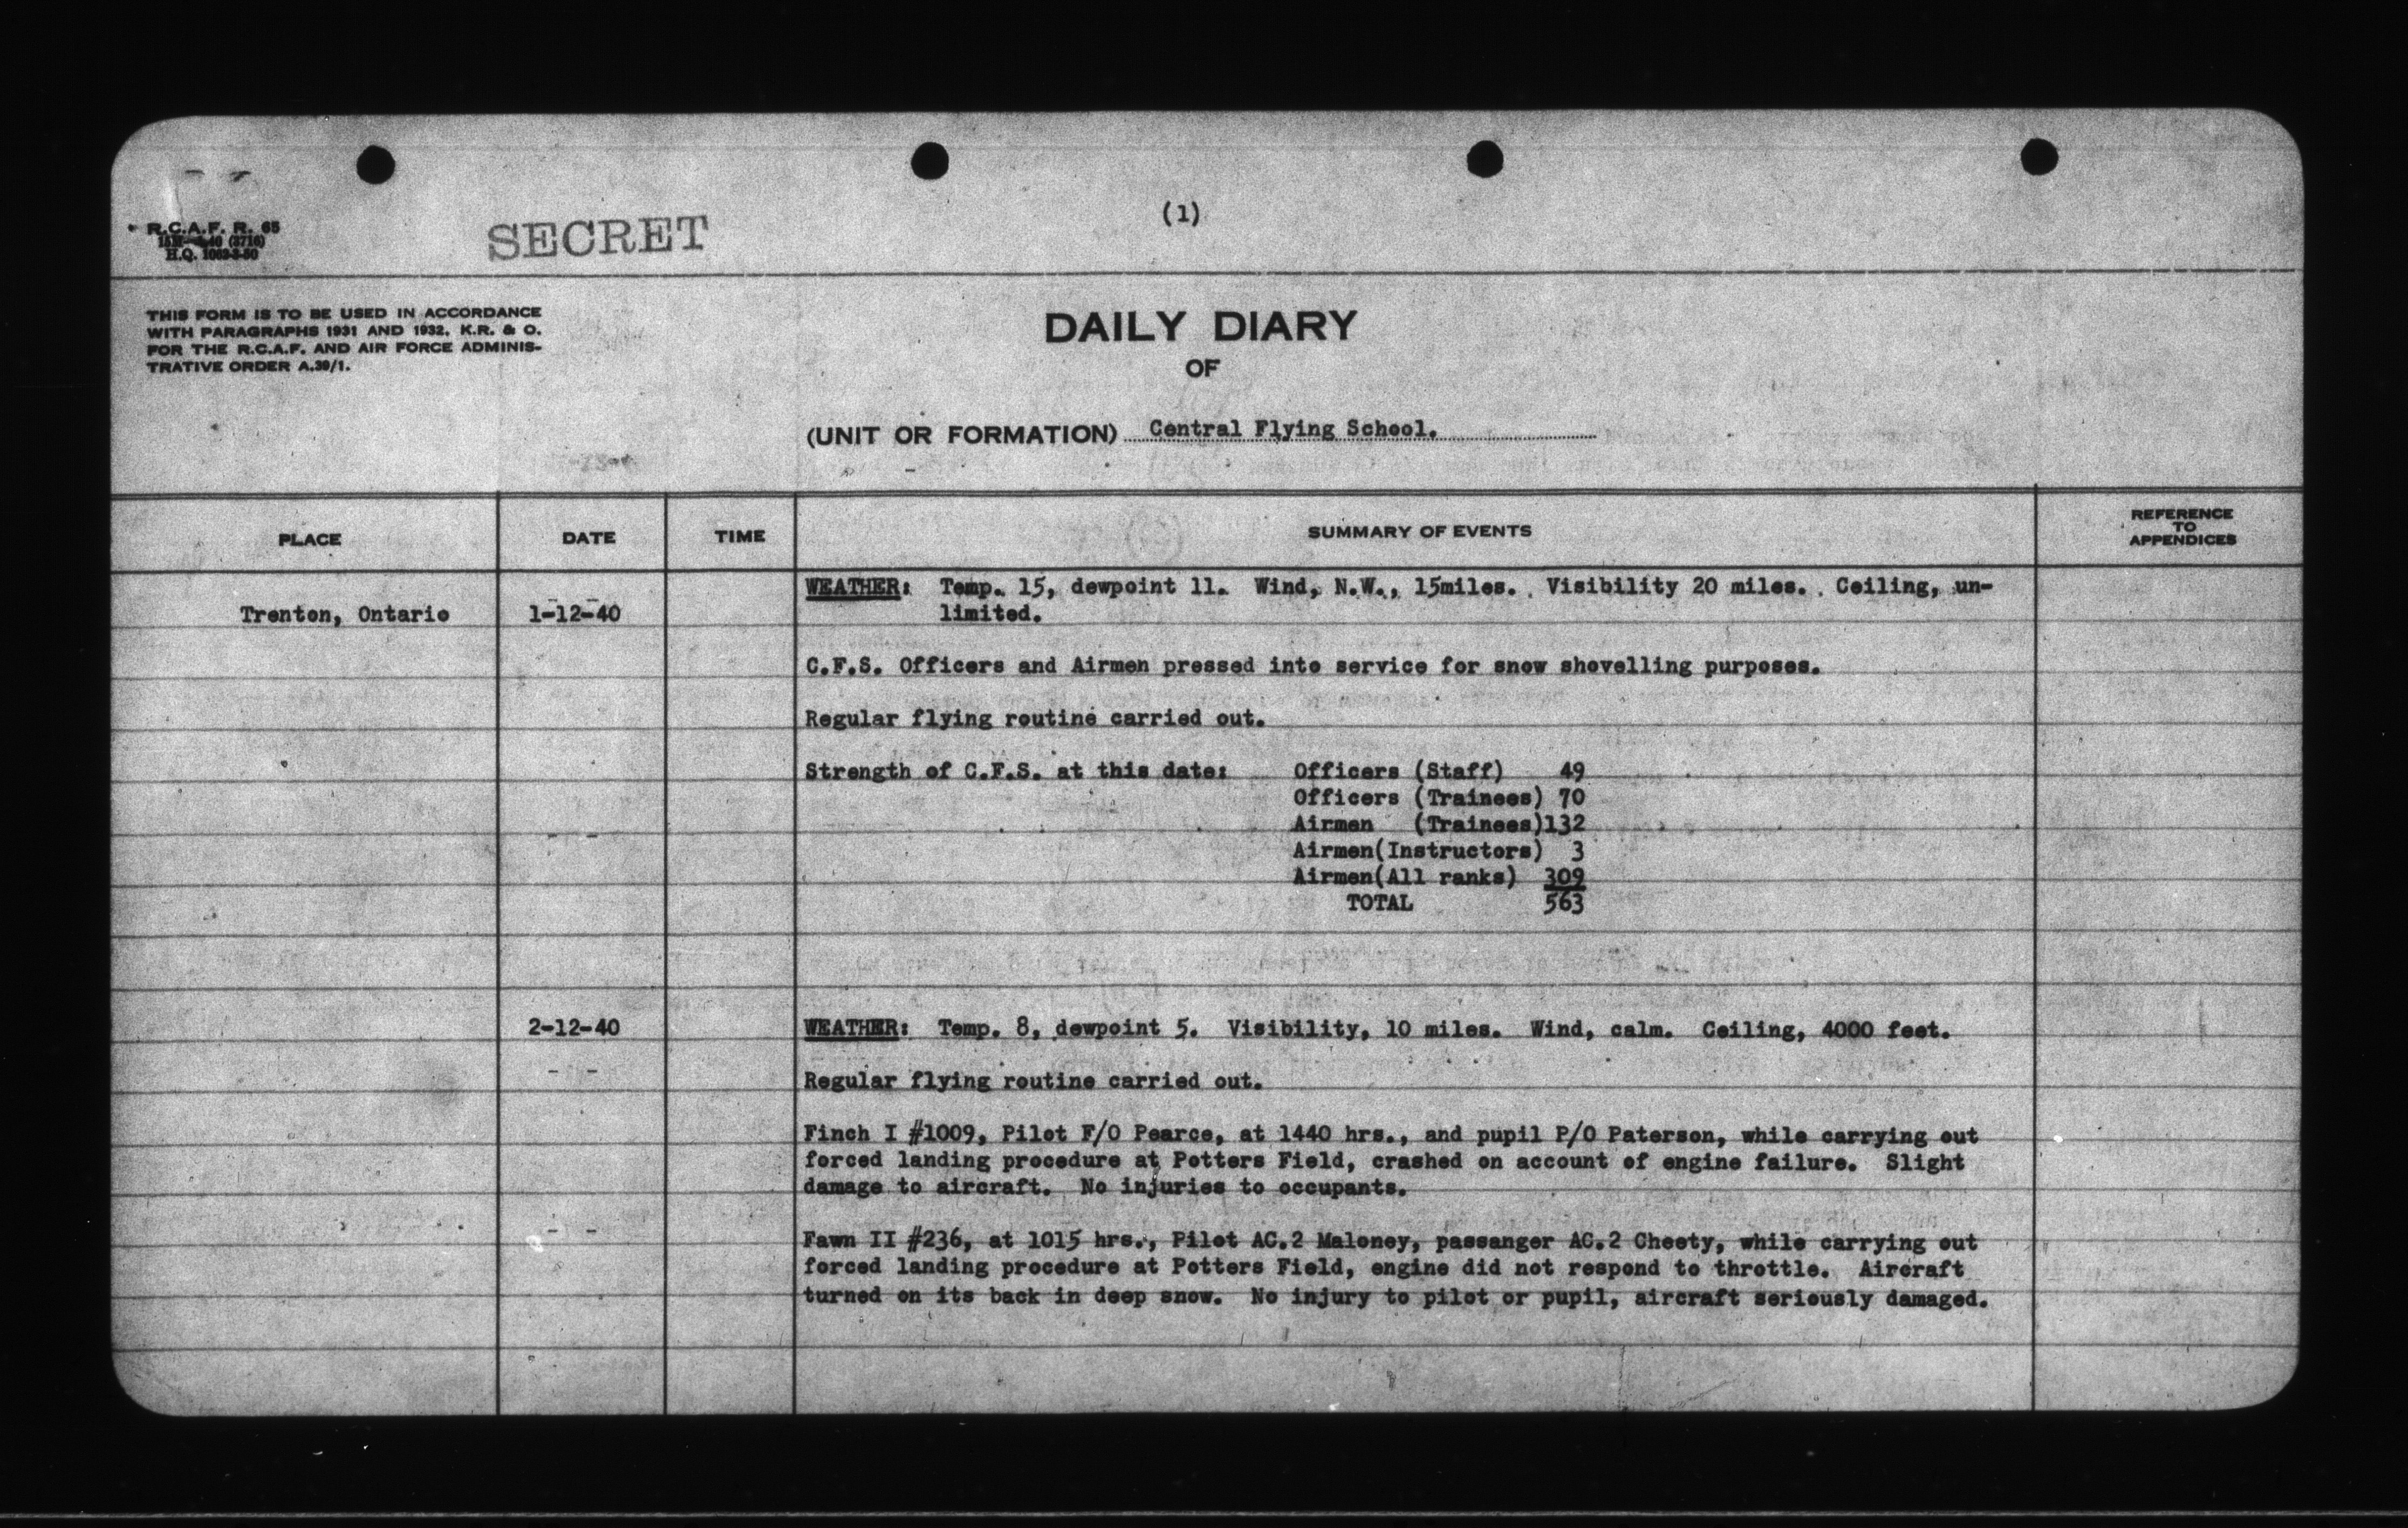 (1)
R.C.A.F. R. 65
H.Q. 1062-3-50
SECRET
THIS FORM IS TO BE USED IN ACCORDANCE
WITH PARAGRAPHS 1931 AND 1932, K.R. & O.
FOR THE R.C.A.F. AND AIR FORCE ADMINIS-
TRATIVE ORDER A.39/1.
DAILY DIARY
OF
(UNIT OR FORMATION) Central Flying School.
PLACE DATE TIME SUMMARY OF EVENTS REFERENCE
TO
APPENDICES
WEATHER: Temp. 15, dewpoint 11. Wind, N.W., 15miles. Visibility 20 miles. Ceiling, un-
Trenton, Ontario 1-12-40 limited.
C.F.S. Officers and Airmen pressed into service for snow shovelling purposes.
Regular flying routine carried out.
Strength of C.F.S. at this date: Officers (Staff) 49
Officers (Trainees) 70
Airmen (Trainees)132
Airmen(Instructors) 3
Airmen(All ranks) 309
TOTAL 563
2-12-40 WEATHER: Temp. 8, dewpoint 5. Visibility, 10 miles. Wind, calm. Ceiling, 4000 feet.
Regular flying routine carried out.
Finch I #1009, Pilot F/O Pearce, at 1440 hrs., and pupil P/O Paterson, while carrying out
forced landing procedure at Potters Field, crashed on account of engine failure. Slight
damage to aircraft. No injuries to occupants.
Fawn II #236, at 1015 hrs., Pilot AC.2 Maloney, passanger AC.2 Cheety, while carrying out
forced landing procedure at Potters Field, engine did not respond to throttle. Aircraft
turned on its back in deep snow. No injury to pilot or pupil, aircraft seriously damaged.